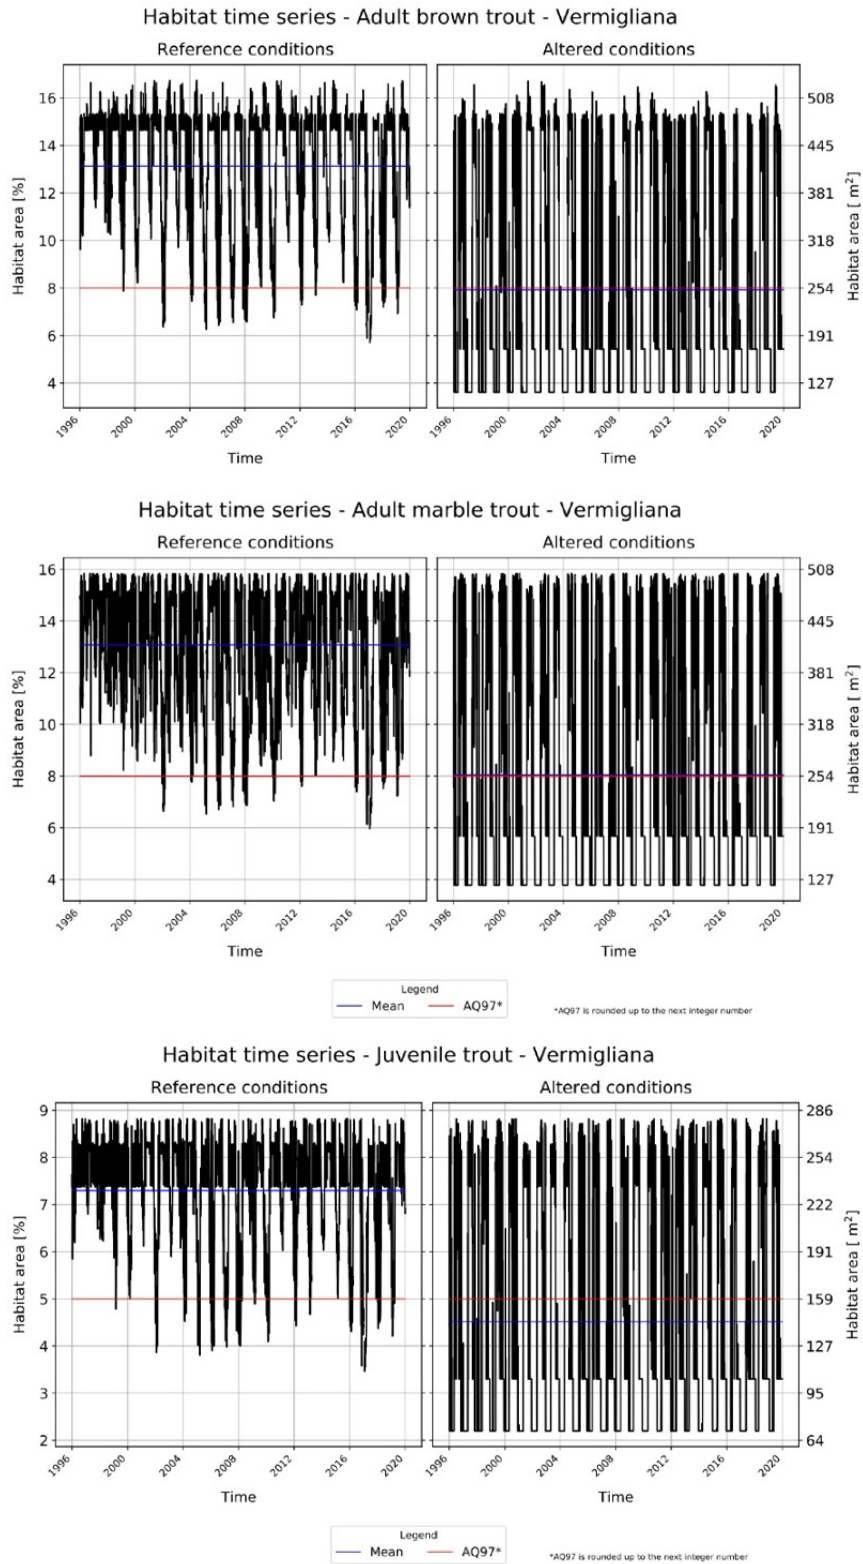 Habitat time series - Adult brown trout - Vermigliana
Reference conditions
Altered conditions
Habitat area [%]
16
14
12
10
8
6
4
508
445
381
318
254
191
127
Habitat area [ m²]
1996 2000 2004 2008 2012 2016 2020
1996 2000 2004 2008 2012 2016 2020
Time
Time
Habitat time series - Adult marble trout - Vermigliana
Reference conditions
Altered conditions
Habitat area [%]
16
14
12
10
8
6
4
508
445
381
318
254
191
127
Habitat area [ m²]
1996 2000 2004 2008 2012 2016 2020
1996 2000 2004 2008 2012 2016 2020
Time
Time
Legend
Mean AQ97*
*AQ97 is rounded up to the next integer number
Habitat time series - Juvenile trout - Vermigliana
Reference conditions
Altered conditions
Habitat area [%]
9
8
7
6
5
4
3
2
286
254
222
191
159
127
95
64
Habitat area [ m²]
1996 2000 2004 2008 2012 2016 2020
1996 2000 2004 2008 2012 2016 2020
Time
Time
Legend
Mean AQ97*
*AQ97 is rounded up to the next integer number